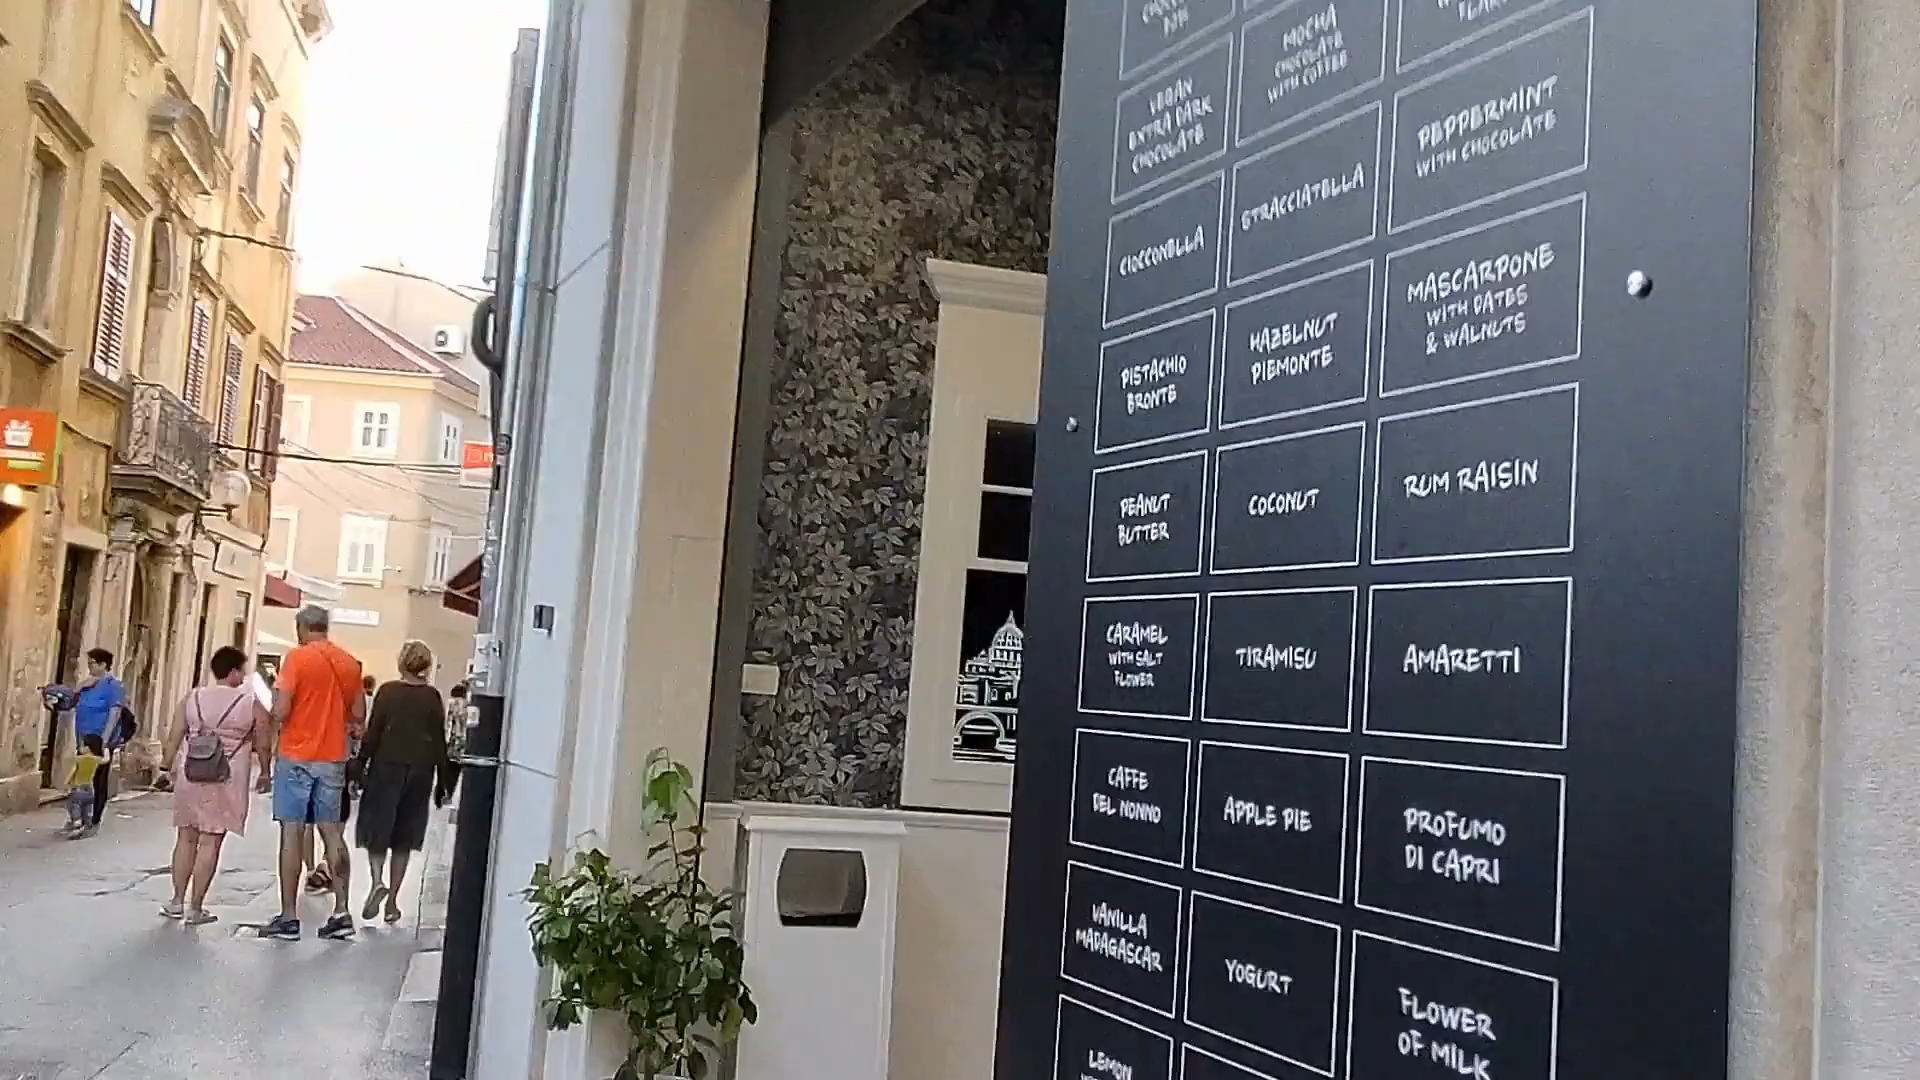 MOCHA
CHOCOLATE
WITH COFFEE
VEGAN
EXTRA DARK
CHOCOLATE
PEPPERMINT
WITH CHOCOLATE
CIOCCONELLA
STRACCIATELLA
MASCARPONE
WITH DATES
& WALNUTS
PISTACHIO
BRONTE
HAZELNUT
PIEMONTE
RUM RAISIN
PEANUT
BUTTER
COCONUT
CARAMEL
WITH SALT
FLOWER
TIRAMISU
AMARETTI
CAFFE
DEL NONNO
APPLE PIE
PROFUMO
DI CAPRI
VANILLA
MADAGASCAR
YOGURT
FLOWER
OF MILK
LEMON